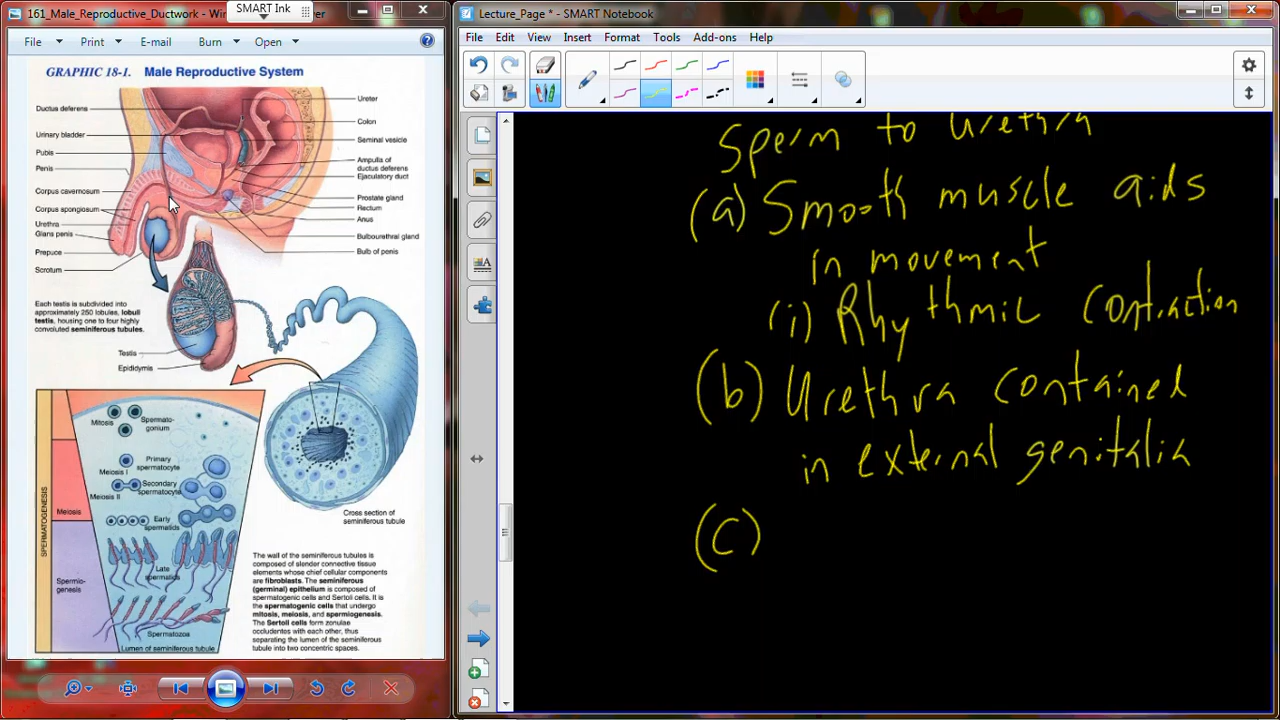 161_Male_Reproductive_Ductwork - Win
SMART Ink
File Print E-mail Burn Open
GRAPHIC 18-1. Male Reproductive System
Ductus deferens
Urinary bladder
Pubis
Penis
Corpus cavernosum
Corpus spongiosum
Urethra
Glans penis
Prepuce
Scrotum
Ureter
Colon
Seminal vesicle
Ampulla of
ductus deferens
Ejaculatory duct
Prostate gland
Rectum
Anus
Bulbourethral gland
Bulb of penis
Each testis is subdivided into
approximately 250 lobules, lobuli
testis, housing one to four highly
convoluted seminiferous tubules.
Testis
Epididymis
SPERMATOGENESIS
Mitosis
Spermato-
gonium
Meiosis I
Primary
spermatocyte
Meiosis II
Secondary
spermatocyte
Meiosis
Early
spermatids
Spermio-
genesis
Late
spermatids
Spermatozoa
Lumen of seminiferous tubule
Cross section of
seminiferous tubule
The wall of the seminiferous tubules is
composed of slender connective tissue
elements whose chief cellular components
are fibroblasts. The seminiferous
(germinal) epithelium is composed of
spermatogenic cells and Sertoli cells. It is
the spermatogenic cells that undergo
mitosis, meiosis, and spermiogenesis.
The Sertoli cells form zonulae
occludentes with each other, thus
separating the lumen of the seminiferous
tubule into two concentric spaces.
Lecture_Page * - SMART Notebook
File Edit View Insert Format Tools Add-ons Help
Sperm to Urethra
(a) Smooth muscle aids
in movement
(i) Rhythmic contraction
(b) Urethra contained
in external genitalia
(c)